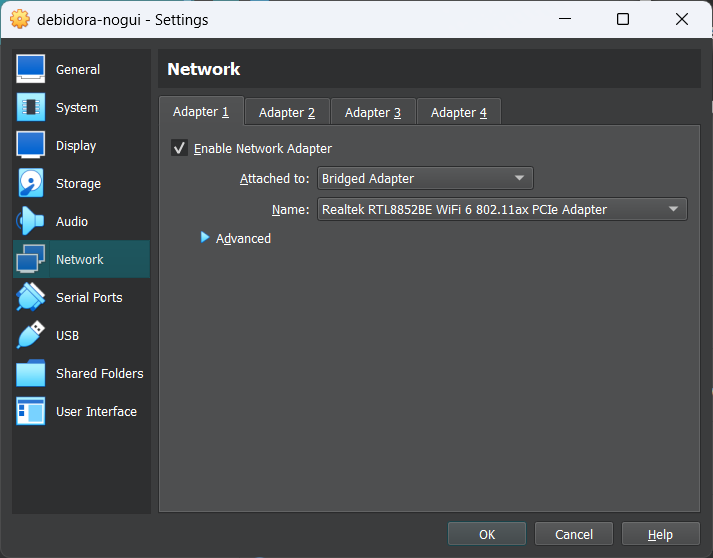 debidora-nogui - Settings
General
System
Display
Storage
Audio
Network
Serial Ports
USB
Shared Folders
User Interface
Network
Adapter 1
Adapter 2
Adapter 3
Adapter 4
Enable Network Adapter
Attached to: Bridged Adapter
Name: Realtek RTL8852BE WiFi 6 802.11ax PCIe Adapter
Advanced
OK
Cancel
Help